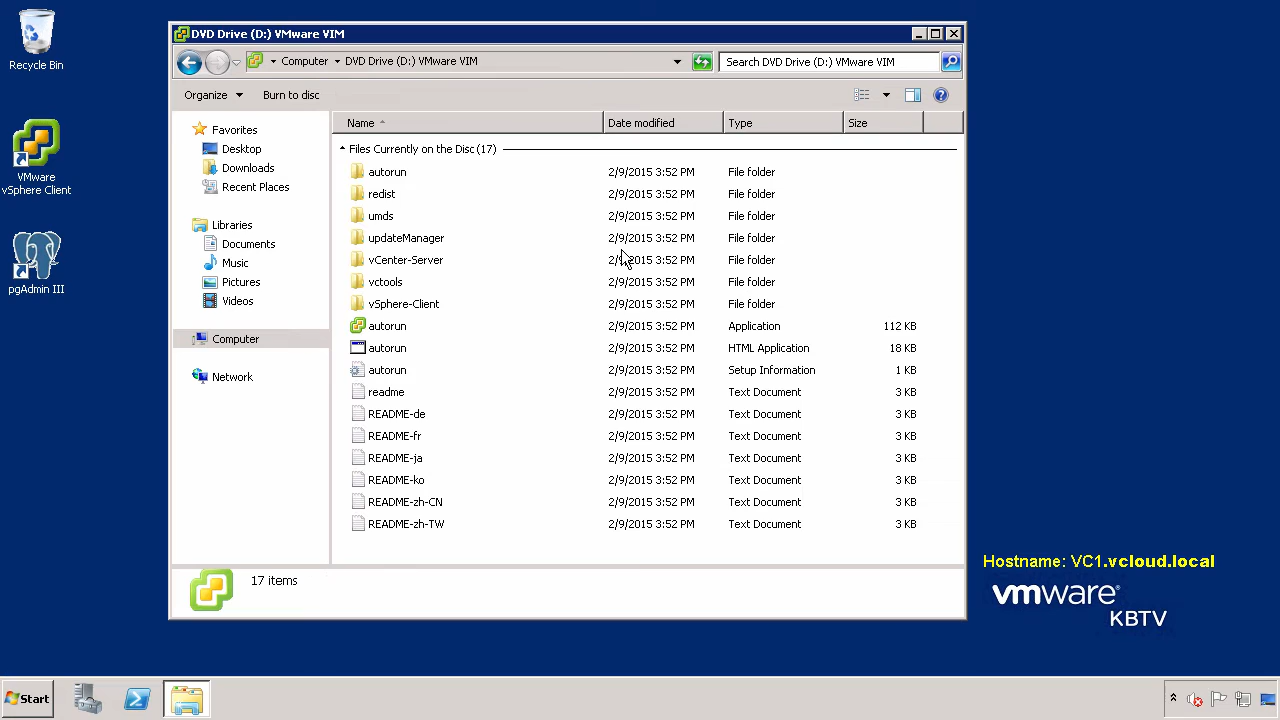 Recycle Bin
VMware
vSphere Client
pgAdmin III
DVD Drive (D:) VMware VIM
Computer DVD Drive (D:) VMware VIM
Search DVD Drive (D:) VMware VIM
Organize Burn to disc
Favorites
Desktop
Downloads
Recent Places
Libraries
Documents
Music
Pictures
Videos
Computer
Network
Name Date modified Type Size
Files Currently on the Disc (17)
autorun 2/9/2015 3:52 PM File folder
redist 2/9/2015 3:52 PM File folder
umds 2/9/2015 3:52 PM File folder
updateManager 2/9/2015 3:52 PM File folder
vCenter-Server 2/9/2015 3:52 PM File folder
vctools 2/9/2015 3:52 PM File folder
vSphere-Client 2/9/2015 3:52 PM File folder
autorun 2/9/2015 3:52 PM Application 112 KB
autorun 2/9/2015 3:52 PM HTML Application 18 KB
autorun 2/9/2015 3:52 PM Setup Information 1 KB
readme 2/9/2015 3:52 PM Text Document 3 KB
README-de 2/9/2015 3:52 PM Text Document 3 KB
README-fr 2/9/2015 3:52 PM Text Document 3 KB
README-ja 2/9/2015 3:52 PM Text Document 3 KB
README-ko 2/9/2015 3:52 PM Text Document 3 KB
README-zh-CN 2/9/2015 3:52 PM Text Document 3 KB
README-zh-TW 2/9/2015 3:52 PM Text Document 3 KB
17 items
Hostname: VC1.vcloud.local
vmware®
KBTV
Start